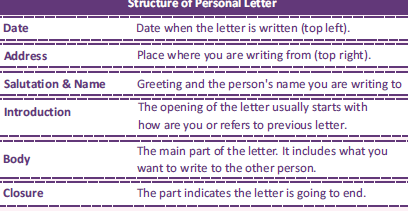 Structure of Personal Letter
Date Date when the letter is written (top left).
Address Place where you are writing from (top right).
Salutation & Name Greeting and the person's name you are writing to
Introduction The opening of the letter usually starts with
how are you or refers to previous letter.
Body The main part of the letter. It includes what you
want to write to the other person.
Closure The part indicates the letter is going to end.